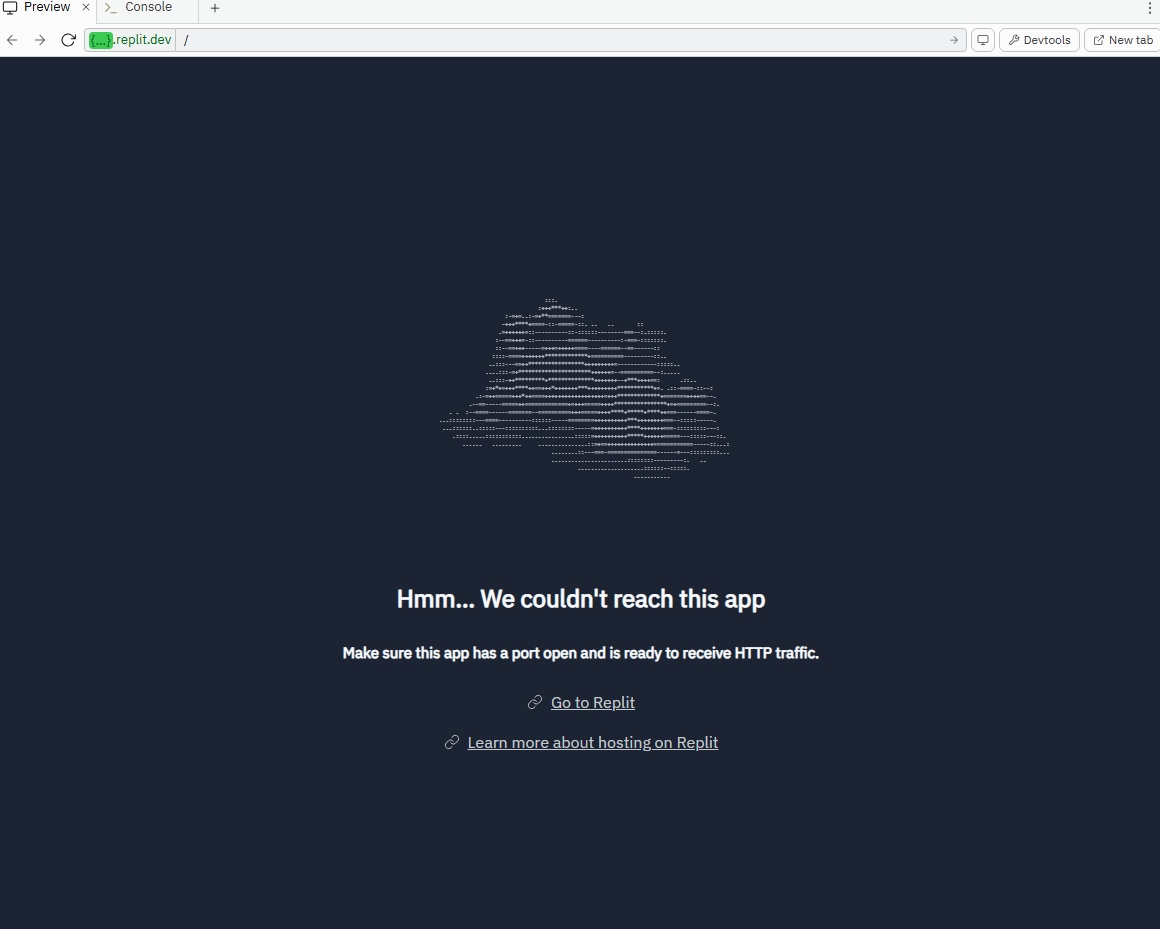 Preview
Console
{...}.replit.dev /
Devtools
New tab
Hmm... We couldn't reach this app
Make sure this app has a port open and is ready to receive HTTP traffic.
Go to Replit
Learn more about hosting on Replit